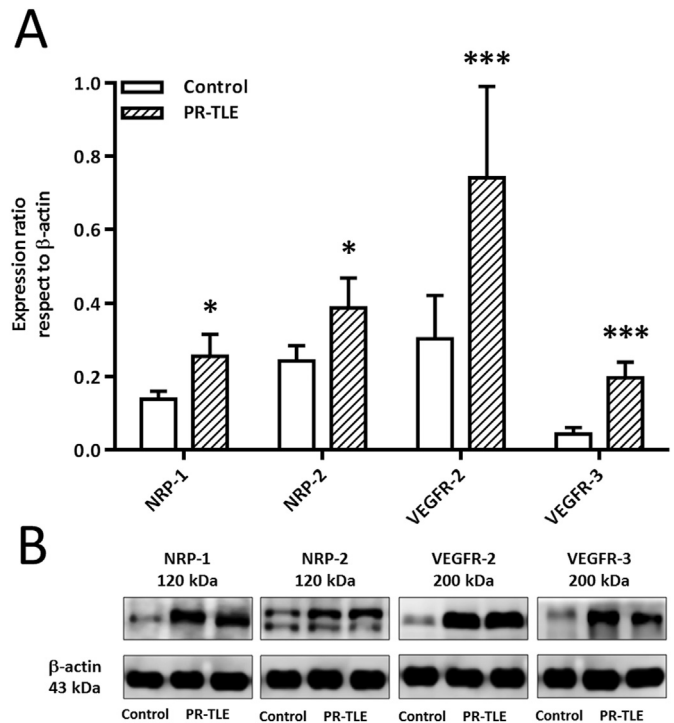 A
***
1.0
Control
PR-TLE
0.8
Expression ratio
respect to β-actin
0.6
*
0.4
*
***
0.2
0.0
NRP-1
NRP-2
VEGFR-2
VEGFR-3
B
NRP-1
120 kDa
NRP-2
120 kDa
VEGFR-2
200 kDa
VEGFR-3
200 kDa
β-actin
43 kDa
Control PR-TLE
Control PR-TLE
Control PR-TLE
Control PR-TLE